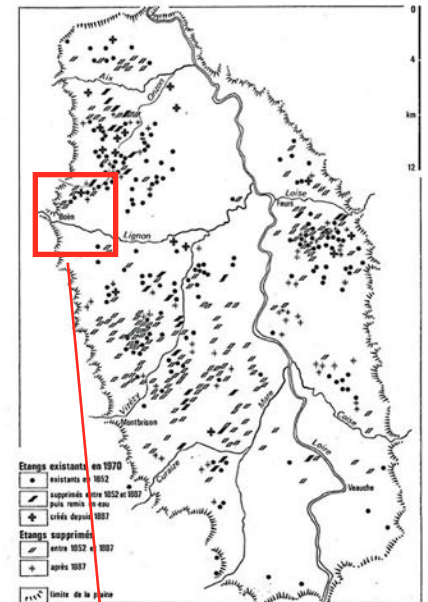 0
4
km
12
Aix
Onzon
Boën
Lignon
Loise
Feurs
Vizézy
Montbrison
Curaize
Mare
Coise
Loire
Veauche
Etangs existants en 1970
existants en 1852
supprimés entre 1852 et 1887
puis remis en eau
créés depuis 1887
Etangs supprimés
entre 1852 et 1887
après 1887
limite de la plaine